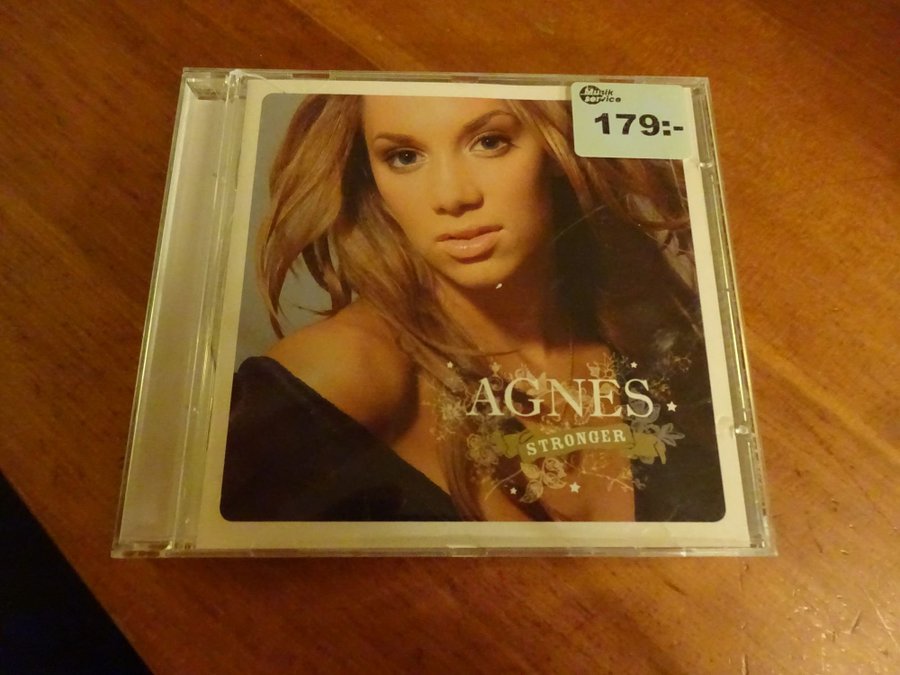 Musik
service
179:-
AGNES
STRONGER